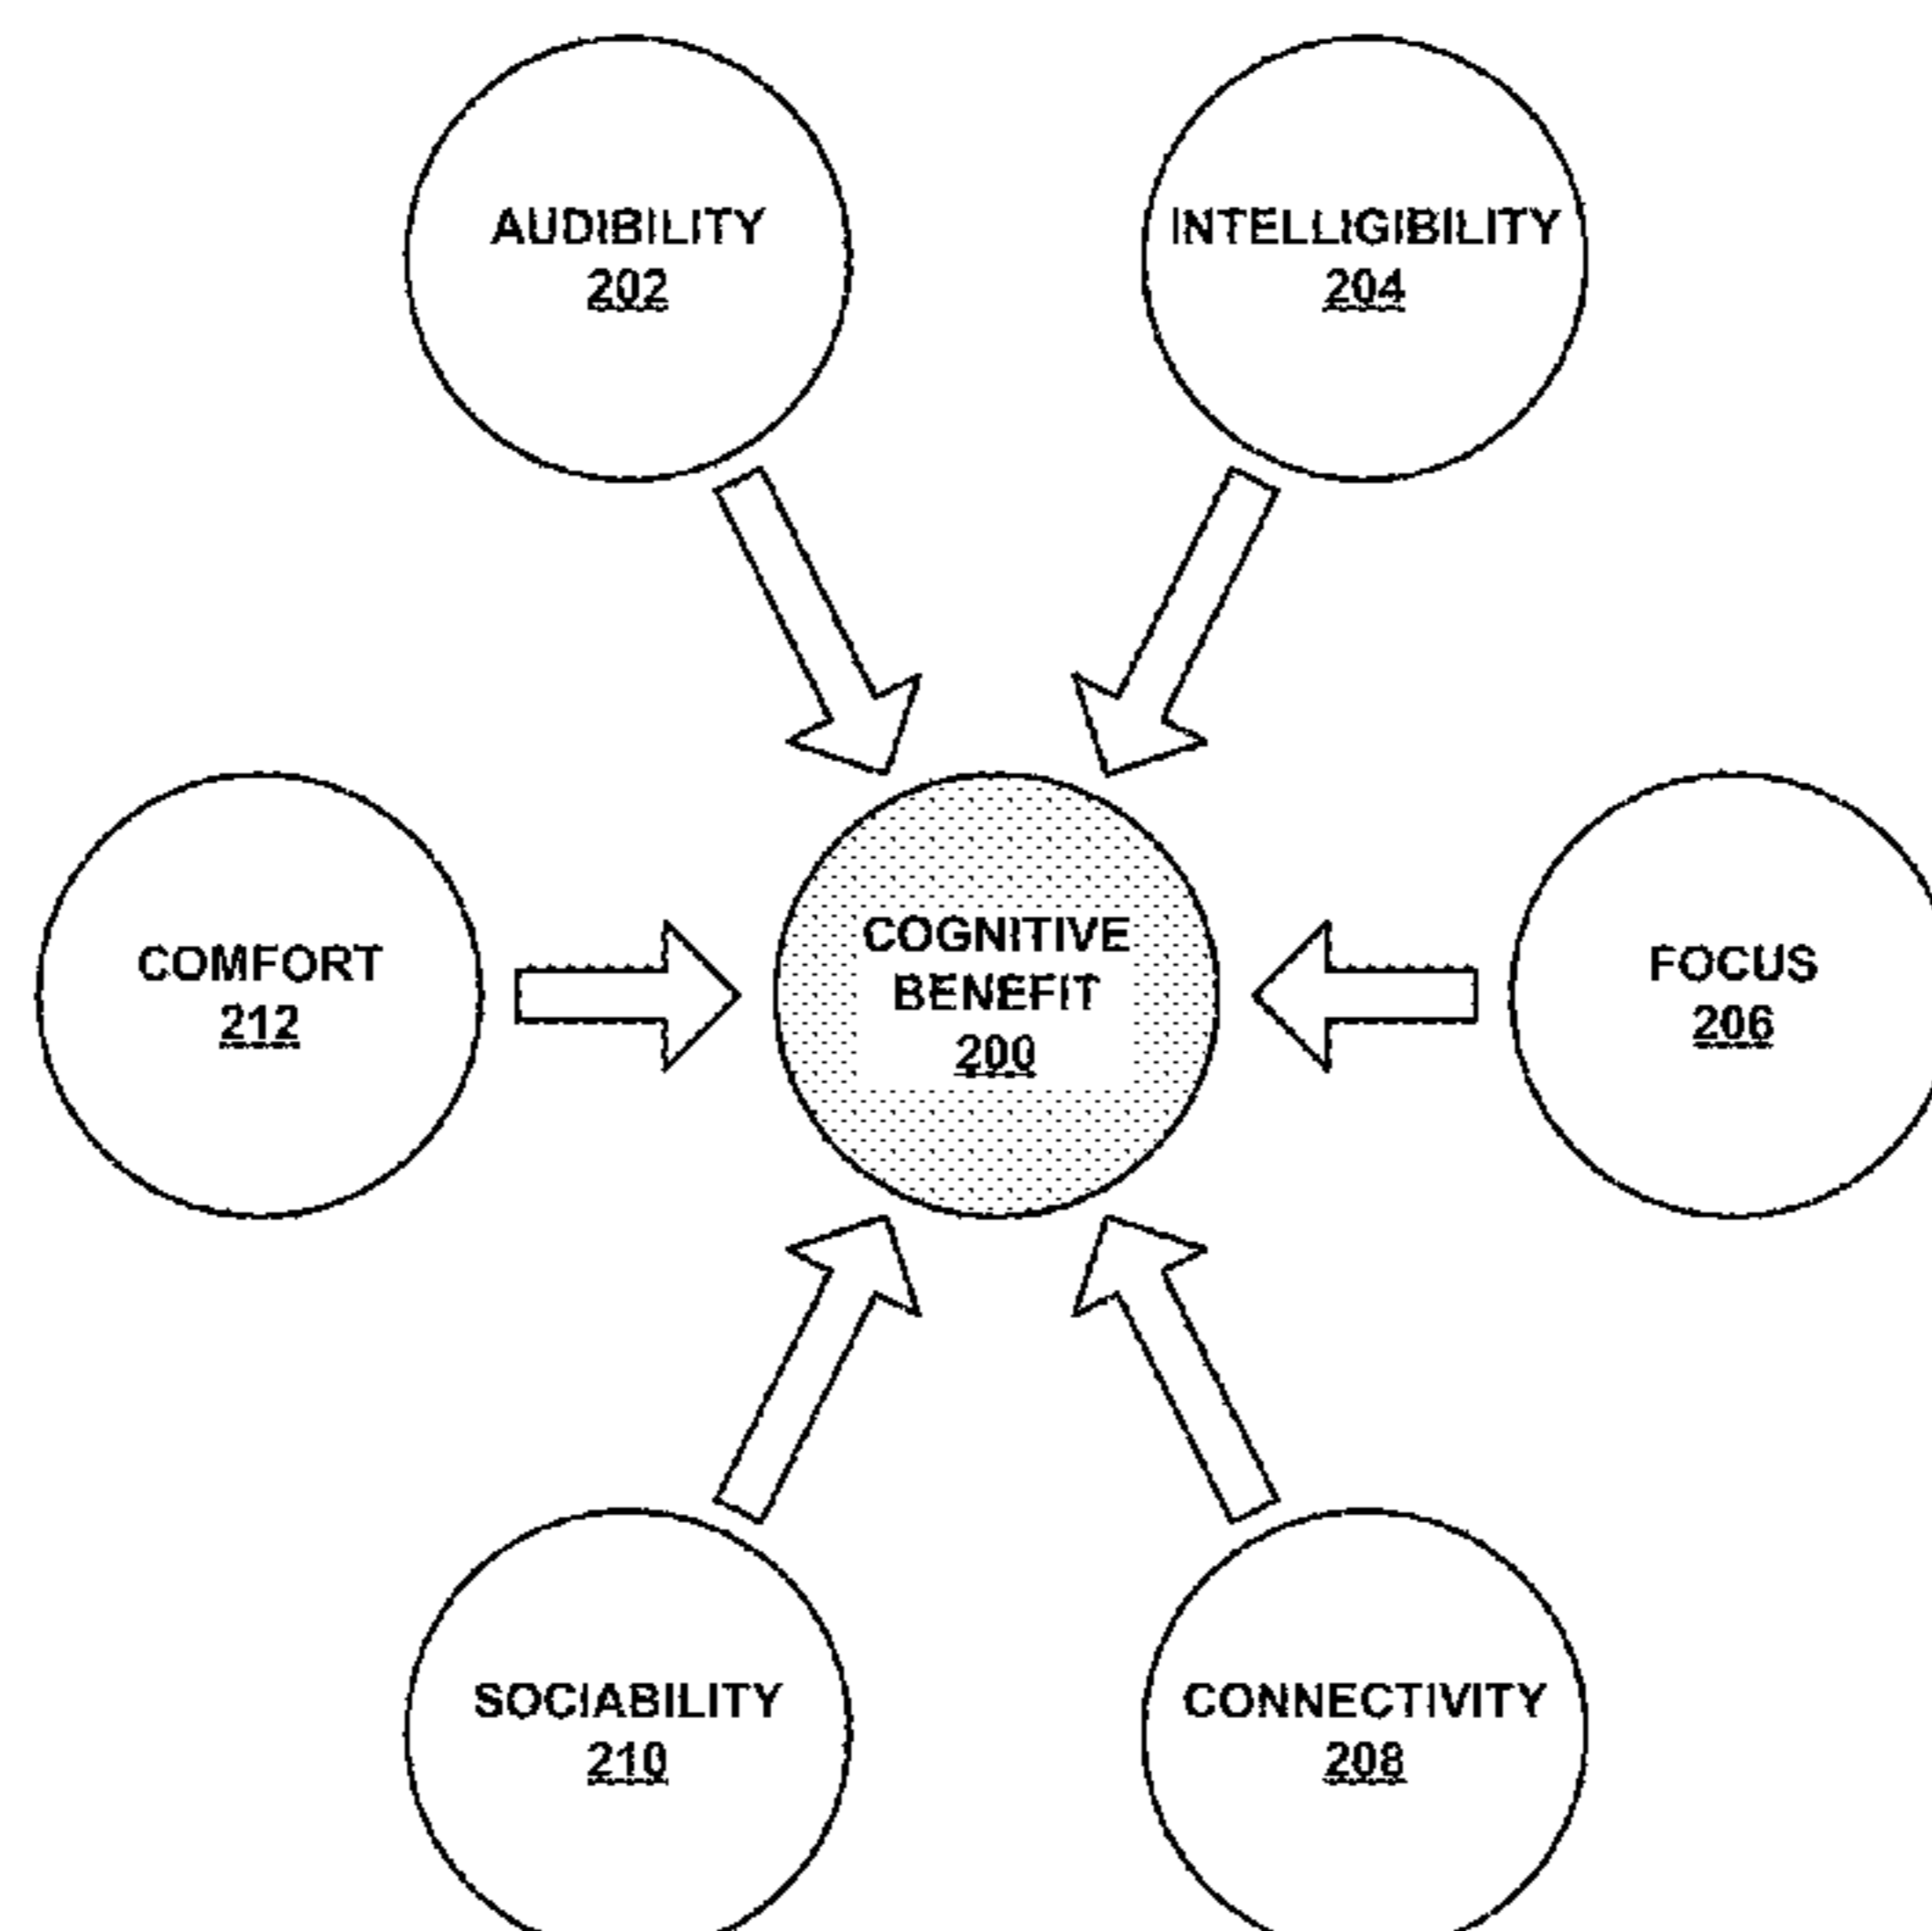 AUDIBILITY
202
INTELLIGIBILITY
204
COMFORT
212
COGNITIVE
BENEFIT
200
FOCUS
206
SOCIABILITY
210
CONNECTIVITY
208